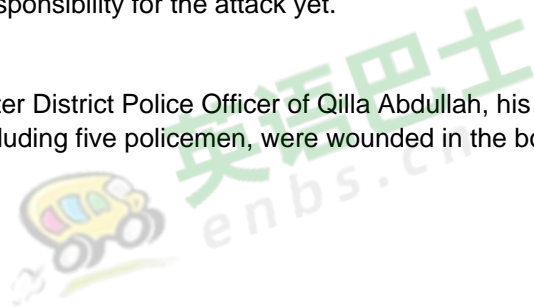 sponsibility for the attack yet.
ter District Police Officer of Qilla Abdullah, his
luding five policemen, were wounded in the bo
英语巴士
enbs.cn